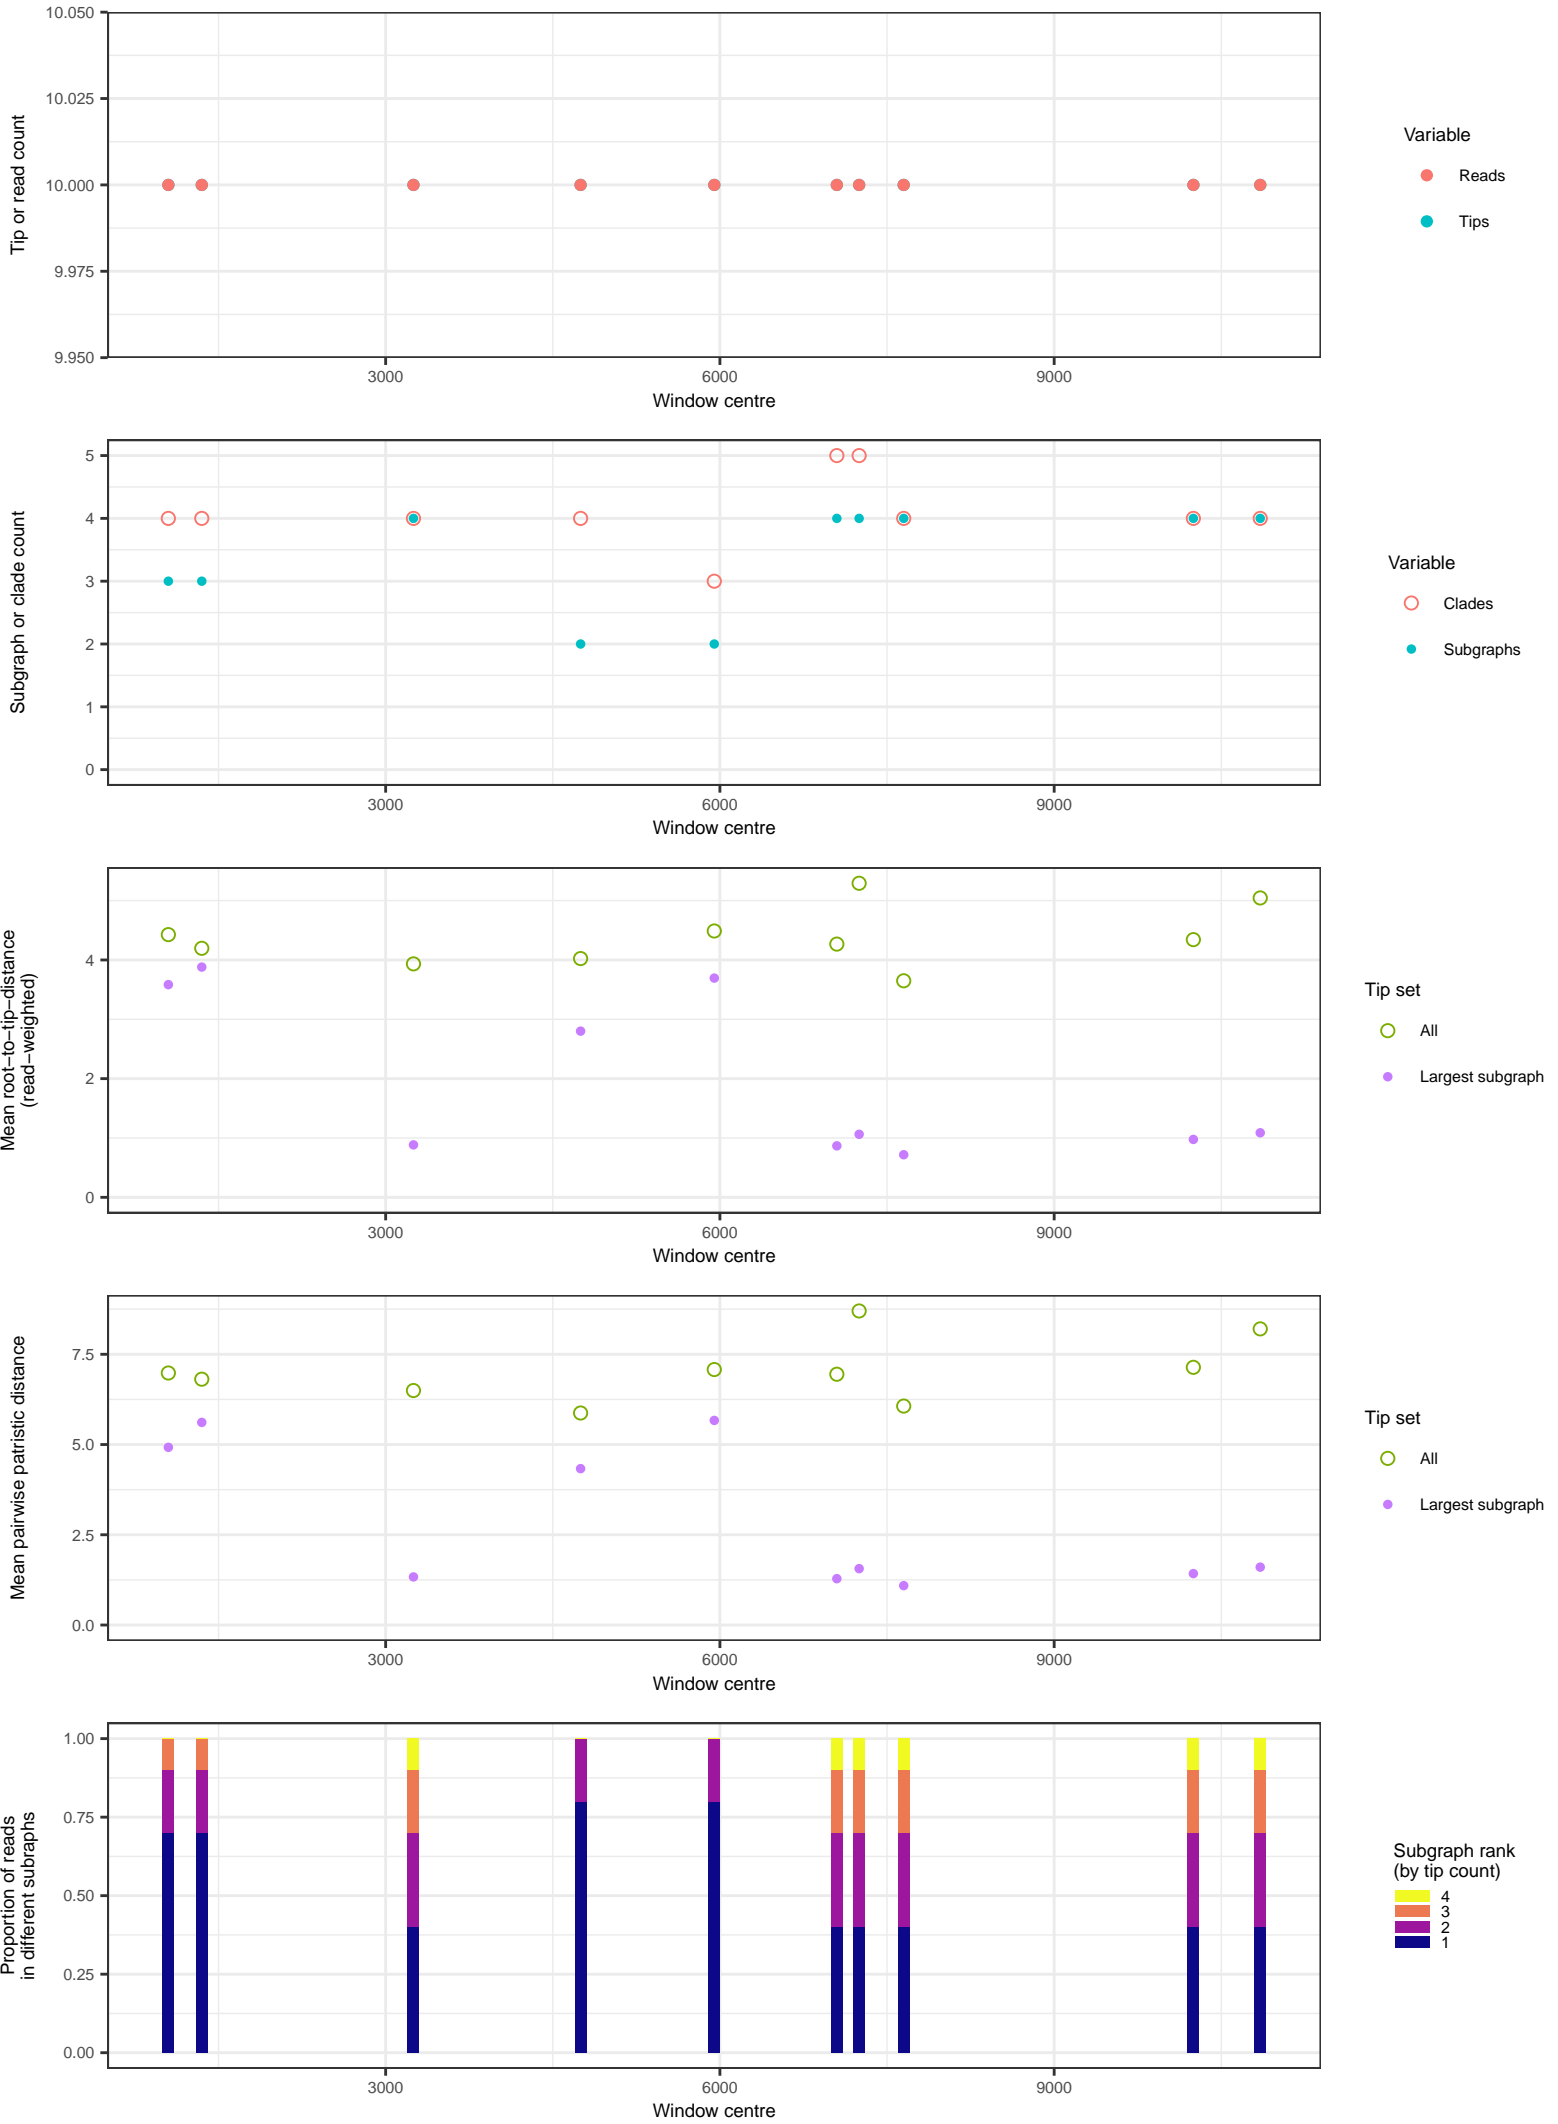 10.050
10.025
10.000
9.975
9.950
Tip or read count
3000
6000
9000
Window centre
Variable
Reads
Tips
5
4
3
2
1
0
Subgraph or clade count
3000
6000
9000
Window centre
Variable
Clades
Subgraphs
4
2
0
Mean root−to−tip−distance
(read−weighted)
3000
6000
9000
Window centre
Tip set
All
Largest subgraph
7.5
5.0
2.5
0.0
Mean pairwise patristic distance
3000
6000
9000
Window centre
Tip set
All
Largest subgraph
1.00
0.75
0.50
0.25
0.00
Proportion of reads
in different subraphs
3000
6000
9000
Window centre
Subgraph rank
(by tip count)
4
3
2
1